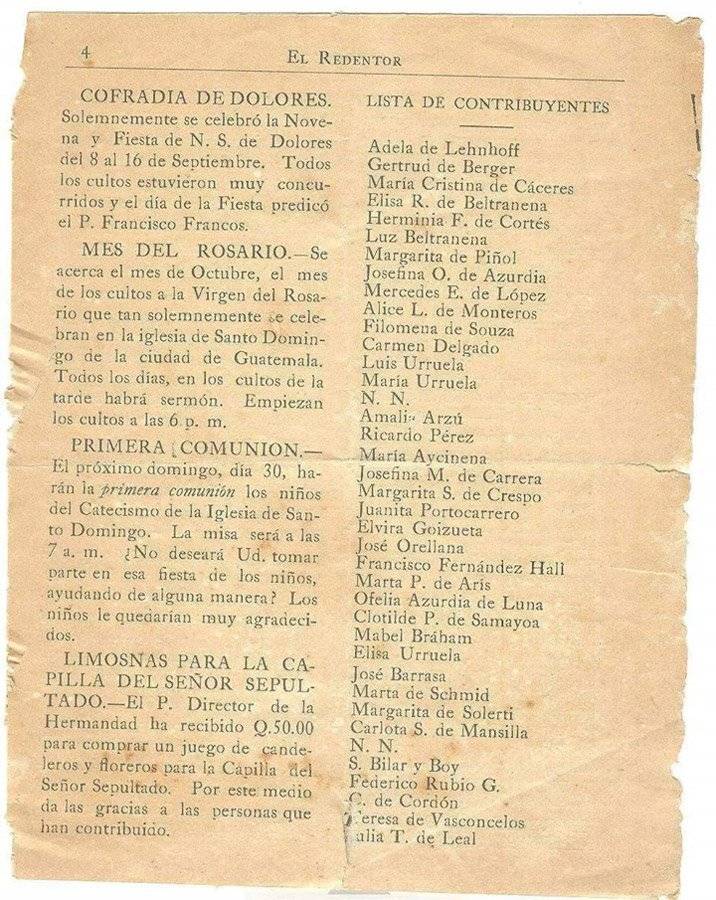 4
EL REDENTOR
COFRADIA DE DOLORES.
Solemnemente se celebró la Nove-
na y Fiesta de N. S. de Dolores
del 8 al 16 de Septiembre. Todos
los cultos estuvieron muy concu-
rridos y el día de la Fiesta predicó
el P. Francisco Francos.
MES DEL ROSARIO.—Se
acerca el mes de Octubre, el mes
de los cultos a la Virgen del Rosa-
rio que tan solemnemente se cele-
bran en la iglesia de Santo Domin-
go de la ciudad de Guatemala.
Todos los días, en los cultos de la
tarde habrá sermón. Empiezan
los cultos a las 6 p. m.
PRIMERA COMUNION.—
El próximo domingo, día 30, ha-
rán la primera comunión los niños
del Catecismo de la Iglesia de San-
to Domingo. La misa será a las
7 a. m. ¿No deseará Ud. tomar
parte en esa fiesta de los niños,
ayudando de alguna manera? Los
niños le quedarían muy agradeci-
dos.
LIMOSNAS PARA LA CA-
PILLA DEL SEÑOR SEPUL-
TADO.—El P. Director de la
Hermandad ha recibido Q.50.00
para comprar un juego de cande-
leros y floreros para la Capilla del
Señor Sepultado. Por este medio
da las gracias a las personas que
han contribuido.
LISTA DE CONTRIBUYENTES
Adela de Lehnhoff
Gertrud de Berger
María Cristina de Cáceres
Elisa R. de Beltranena
Herminia F. de Cortés
Luz Beltranena
Margarita de Piñol
Josefina O. de Azurdia
Mercedes E. de López
Alice L. de Monteros
Filomena de Souza
Carmen Delgado
Luis Urruela
María Urruela
N. N.
Amalia Arzú
Ricardo Pérez
María Aycinena
Josefina M. de Carrera
Margarita S. de Crespo
Juanita Portocarrero
Elvira Goizueta
José Orellana
Francisco Fernández Hall
Marta P. de Arís
Ofelia Azurdia de Luna
Clotilde P. de Samayoa
Mabel Bráham
Elisa Urruela
José Barrasa
Marta de Schmid
Margarita de Solerti
Carlota S. de Mansilla
N. N.
S. Bilar y Boy
Federico Rubio G.
C. de Cordón
Teresa de Vasconcelos
Julia T. de Leal